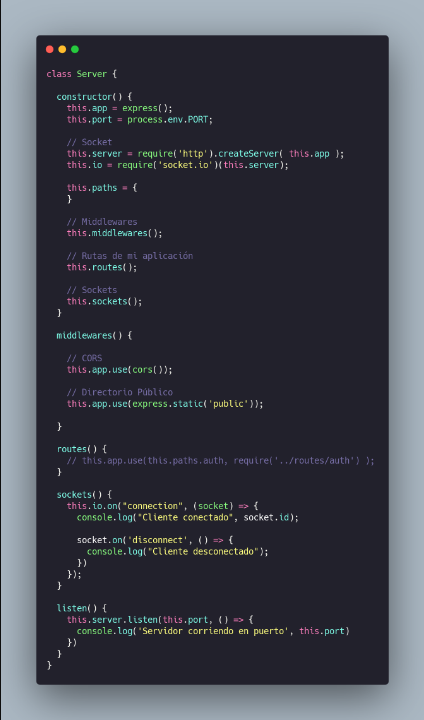 class Server {
constructor() {
this.app = express();
this.port = process.env.PORT;
// Socket
this.server = require('http').createServer( this.app );
this.io = require('socket.io')(this.server);
this.paths = {
}
// Middlewares
this.middlewares();
// Rutas de mi aplicación
this.routes();
// Sockets
this.sockets();
}
middlewares() {
// CORS
this.app.use(cors());
// Directorio Público
this.app.use(express.static('public'));
}
routes() {
// this.app.use(this.paths.auth, require('../routes/auth') );
}
sockets() {
this.io.on("connection", (socket) => {
console.log("Cliente conectado", socket.id);
socket.on('disconnect', () => {
console.log("Cliente desconectado");
})
});
}
listen() {
this.server.listen(this.port, () => {
console.log('Servidor corriendo en puerto', this.port)
})
}
}